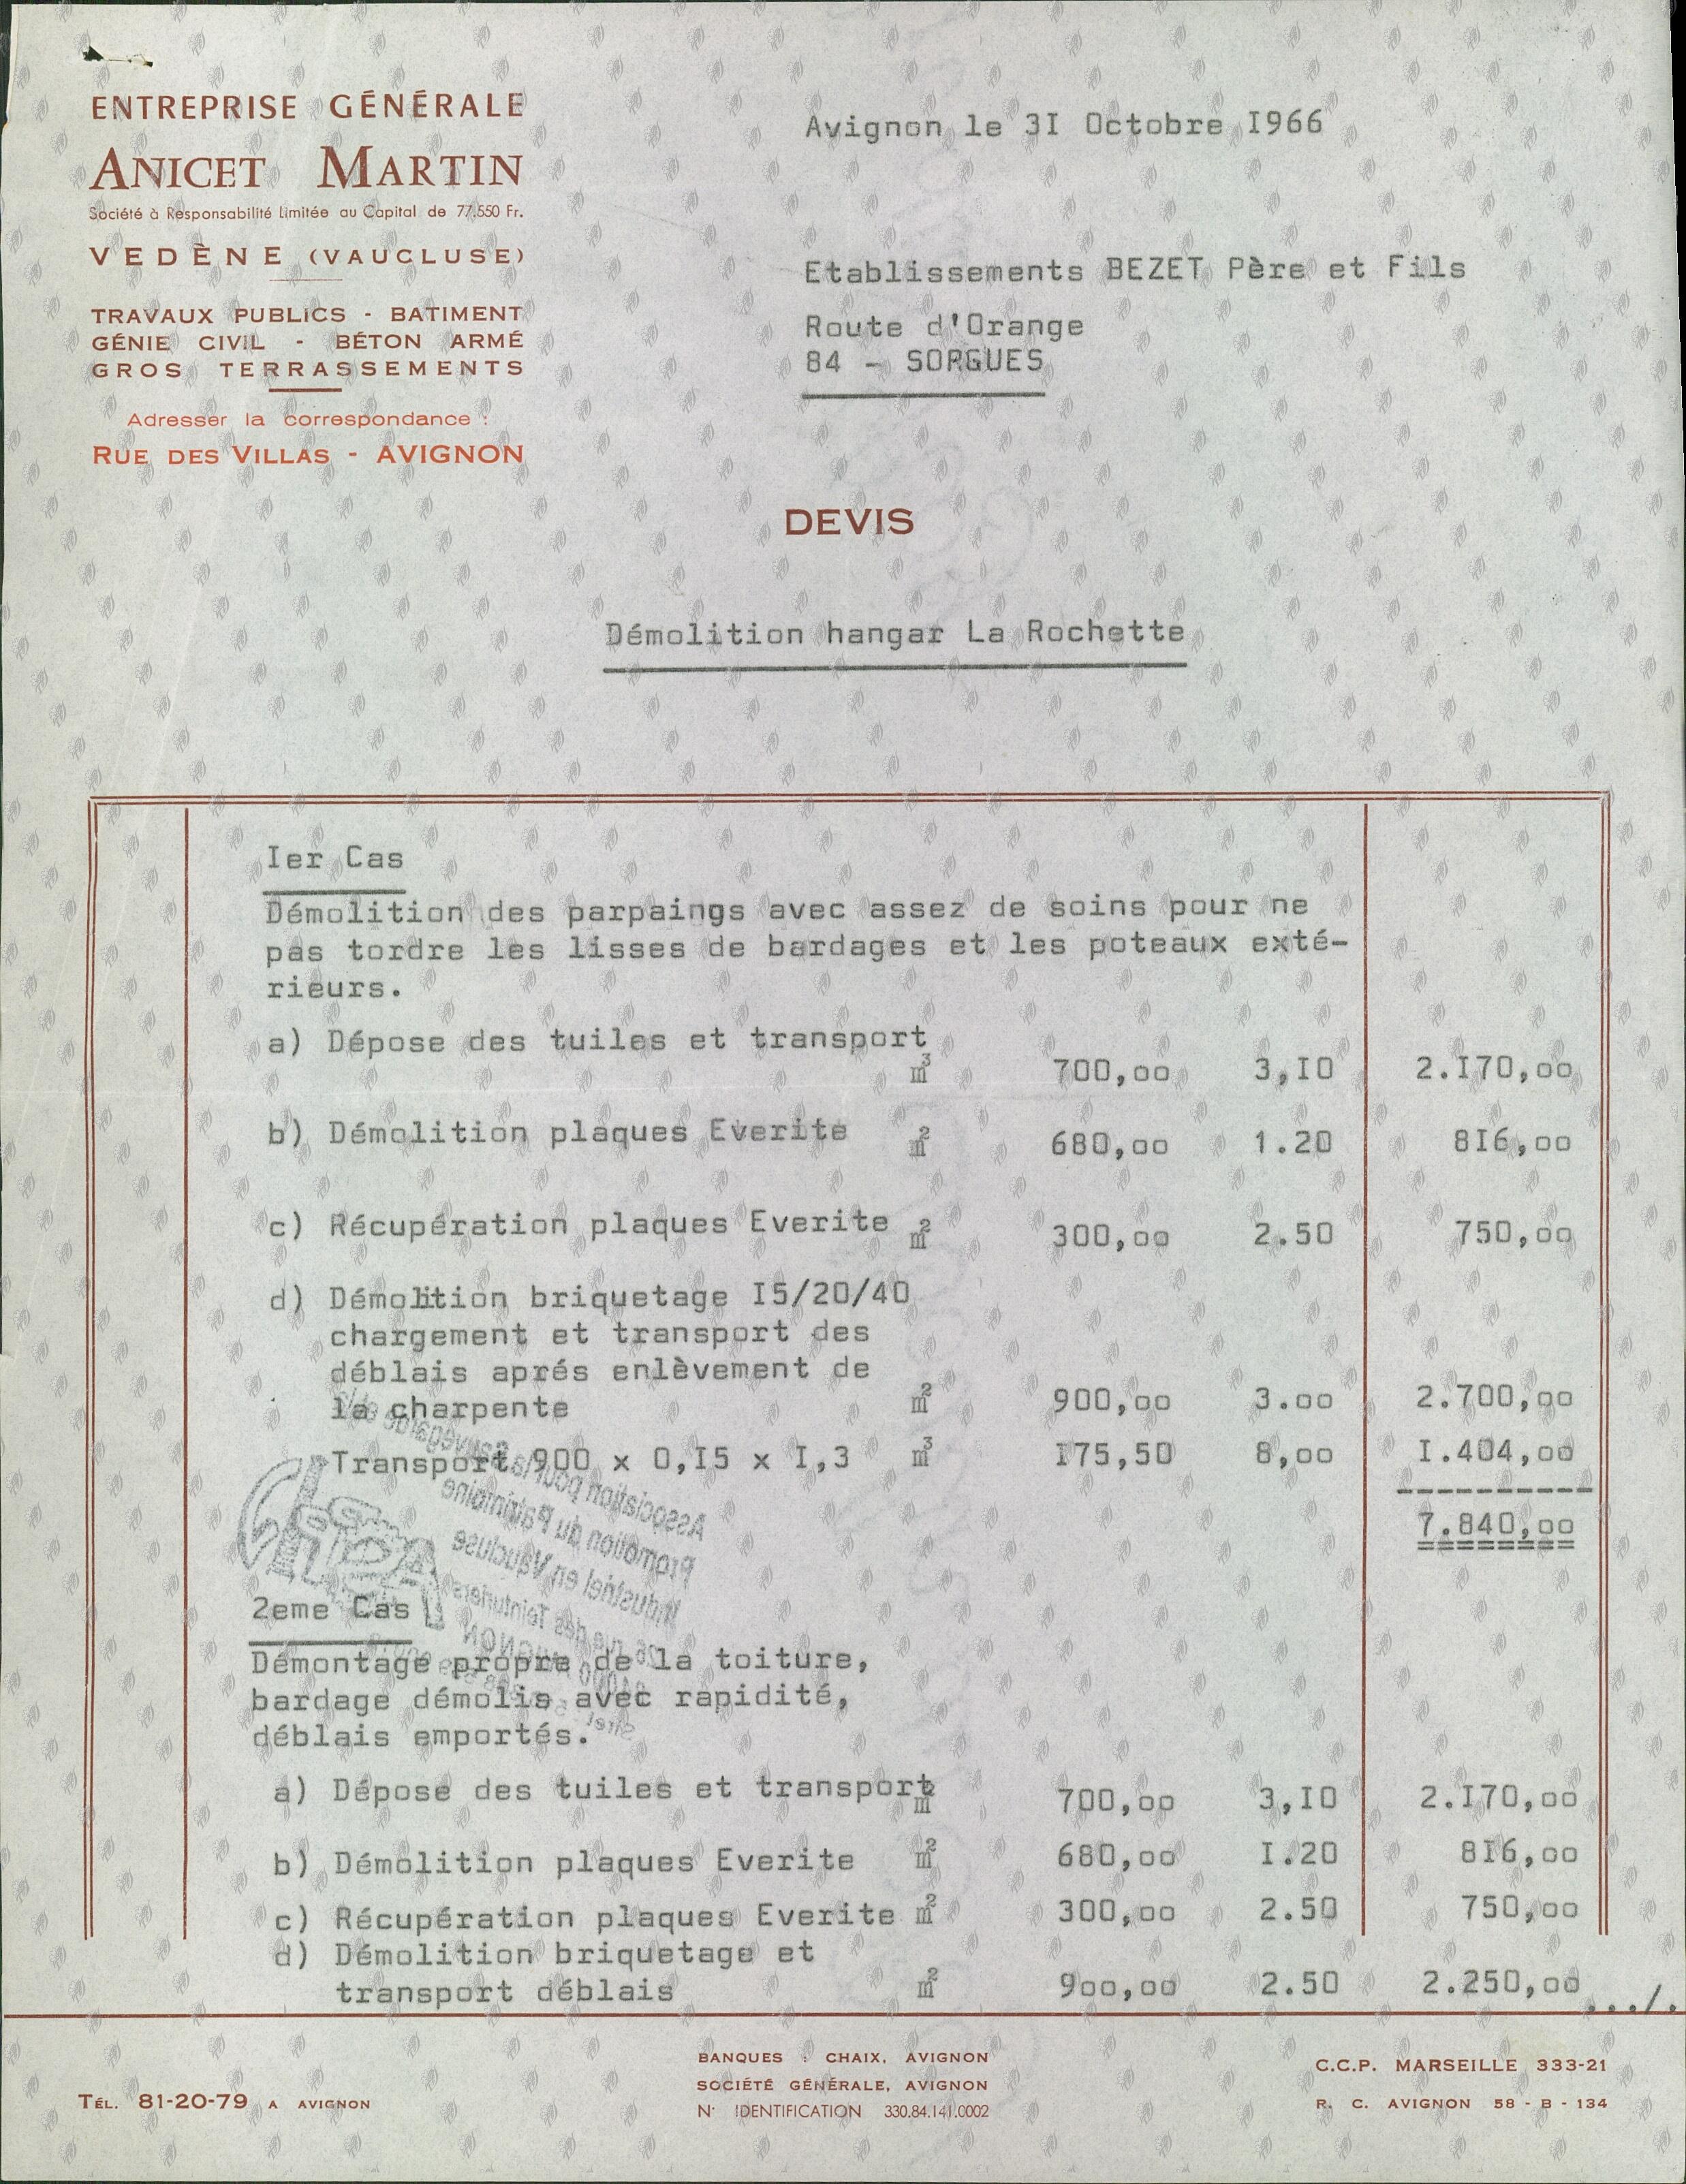 ENTREPRISE GÉNÉRALE
ANICET MARTIN
Société à Responsabilité Limitée au Capital de 77.550 Fr.
VEDÈNE (VAUCLUSE)
TRAVAUX PUBLICS - BATIMENT
GÉNIE CIVIL - BÉTON ARMÉ
GROS TERRASSEMENTS
Adresser la correspondance :
RUE DES VILLAS - AVIGNON
Avignon le 3I Octobre I966
Etablissements BEZET Père et Fils
Route d'Orange
84 - SORGUES
DEVIS
Démolition hangar La Rochette
Ier Cas
Démolition des parpaings avec assez de soins pour ne
pas tordre les lisses de bardages et les poteaux exté-
rieurs.
a) Dépose des tuiles et transport
m3 700,oo 3,IO 2.I70,oo
b) Démolition plaques Everite m2 680,oo 1.20 8I6,oo
c) Récupération plaques Everite m2 300,oo 2.50 750,oo
d) Démolition briquetage I5/20/40
chargement et transport des
déblais aprés enlèvement de
la charpente m2 900,oo 3.oo 2.700,oo
Transport 900 x 0,I5 x I,3 m3 I75,50 8,oo I.404,oo
7.840,oo
Association pour la Sauvegarde et la
Promotion du Patrimoine
Industriel en Vaucluse
rue des Teinturiers
AVIGNON
2eme Cas
Démontage propre de la toiture,
bardage démolis avec rapidité,
déblais emportés.
a) Dépose des tuiles et transport m2 700,oo 3,IO 2.I70,oo
b) Démolition plaques Everite m2 680,oo I.20 8I6,oo
c) Récupération plaques Everite m2 300,oo 2.50 750,oo
d) Démolition briquetage et
transport déblais m2 9oo,oo 2.50 2.250,oo
.../.
TÉL. 81-20-79 A AVIGNON
BANQUES : CHAIX, AVIGNON
SOCIÉTÉ GÉNÉRALE, AVIGNON
N° IDENTIFICATION 330.84.141.0002
C.C.P. MARSEILLE 333-21
R. C. AVIGNON 58 - B - 134